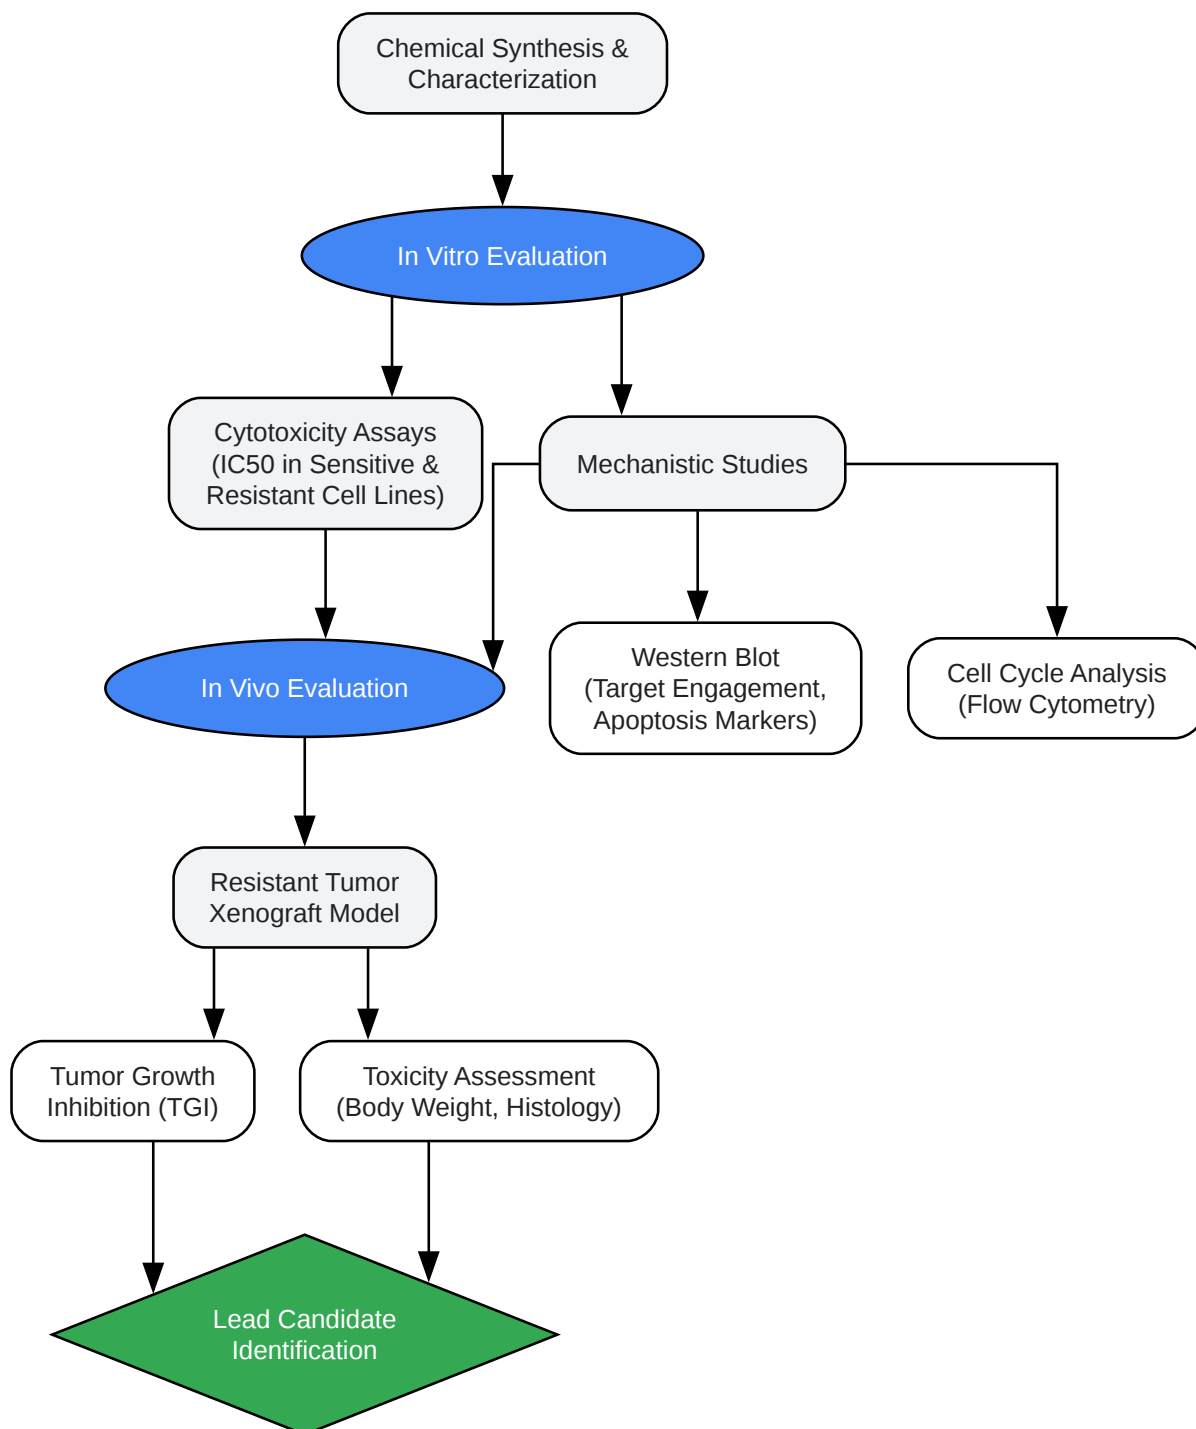 Chemical Synthesis &
Characterization
In Vitro Evaluation
Cytotoxicity Assays
(IC50 in Sensitive &
Resistant Cell Lines)
Mechanistic Studies
Western Blot
(Target Engagement,
Apoptosis Markers)
Cell Cycle Analysis
(Flow Cytometry)
In Vivo Evaluation
Resistant Tumor
Xenograft Model
Tumor Growth
Inhibition (TGI)
Toxicity Assessment
(Body Weight, Histology)
Lead Candidate
Identification